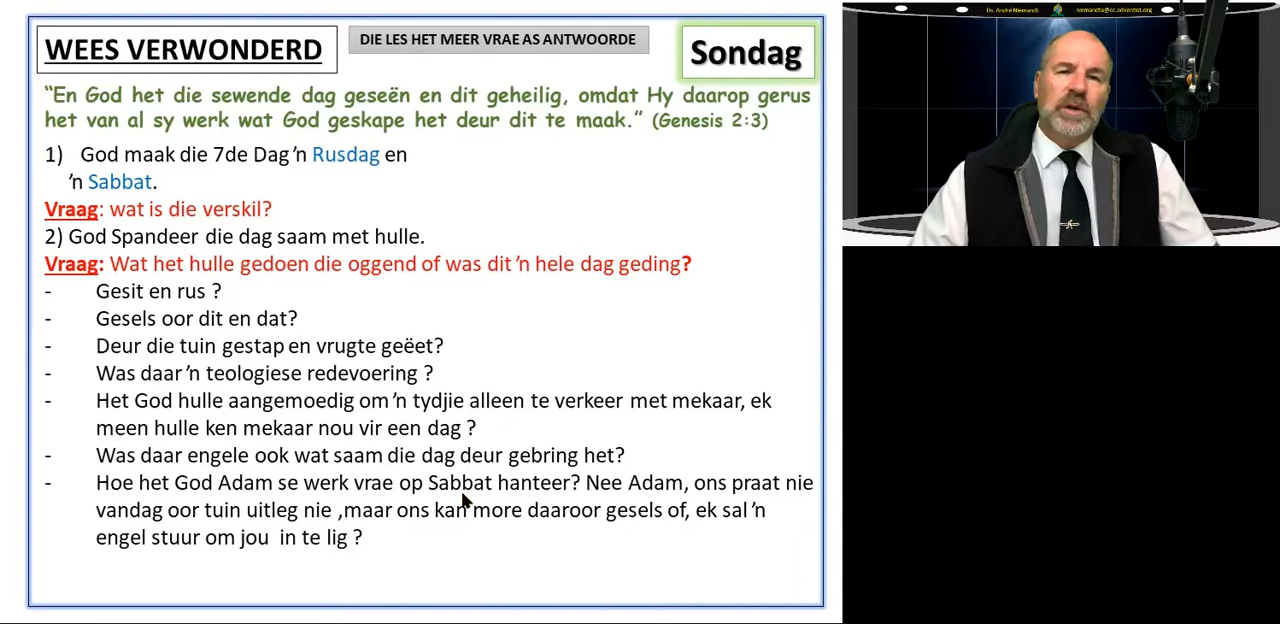 WEES VERWONDERD
DIE LES HET MEER VRAE AS ANTWOORDE
Sondag
“En God het die sewende dag geseën en dit geheilig, omdat Hy daarop gerus
het van al sy werk wat God geskape het deur dit te maak.” (Genesis 2:3)
1) God maak die 7de Dag ’n Rusdag en
’n Sabbat.
Vraag: wat is die verskil?
2) God Spandeer die dag saam met hulle.
Vraag: Wat het hulle gedoen die oggend of was dit ’n hele dag geding?
- Gesit en rus ?
- Gesels oor dit en dat?
- Deur die tuin gestap en vrugte geëet?
- Was daar ’n teologiese redevoering ?
- Het God hulle aangemoedig om ’n tydjie alleen te verkeer met mekaar, ek
meen hulle ken mekaar nou vir een dag ?
- Was daar engele ook wat saam die dag deur gebring het?
- Hoe het God Adam se werk vrae op Sabbat hanteer? Nee Adam, ons praat nie
vandag oor tuin uitleg nie ,maar ons kan more daaroor gesels of, ek sal ’n
engel stuur om jou in te lig ?
Ds. André Niemandt
niemandta@cc.adventist.org